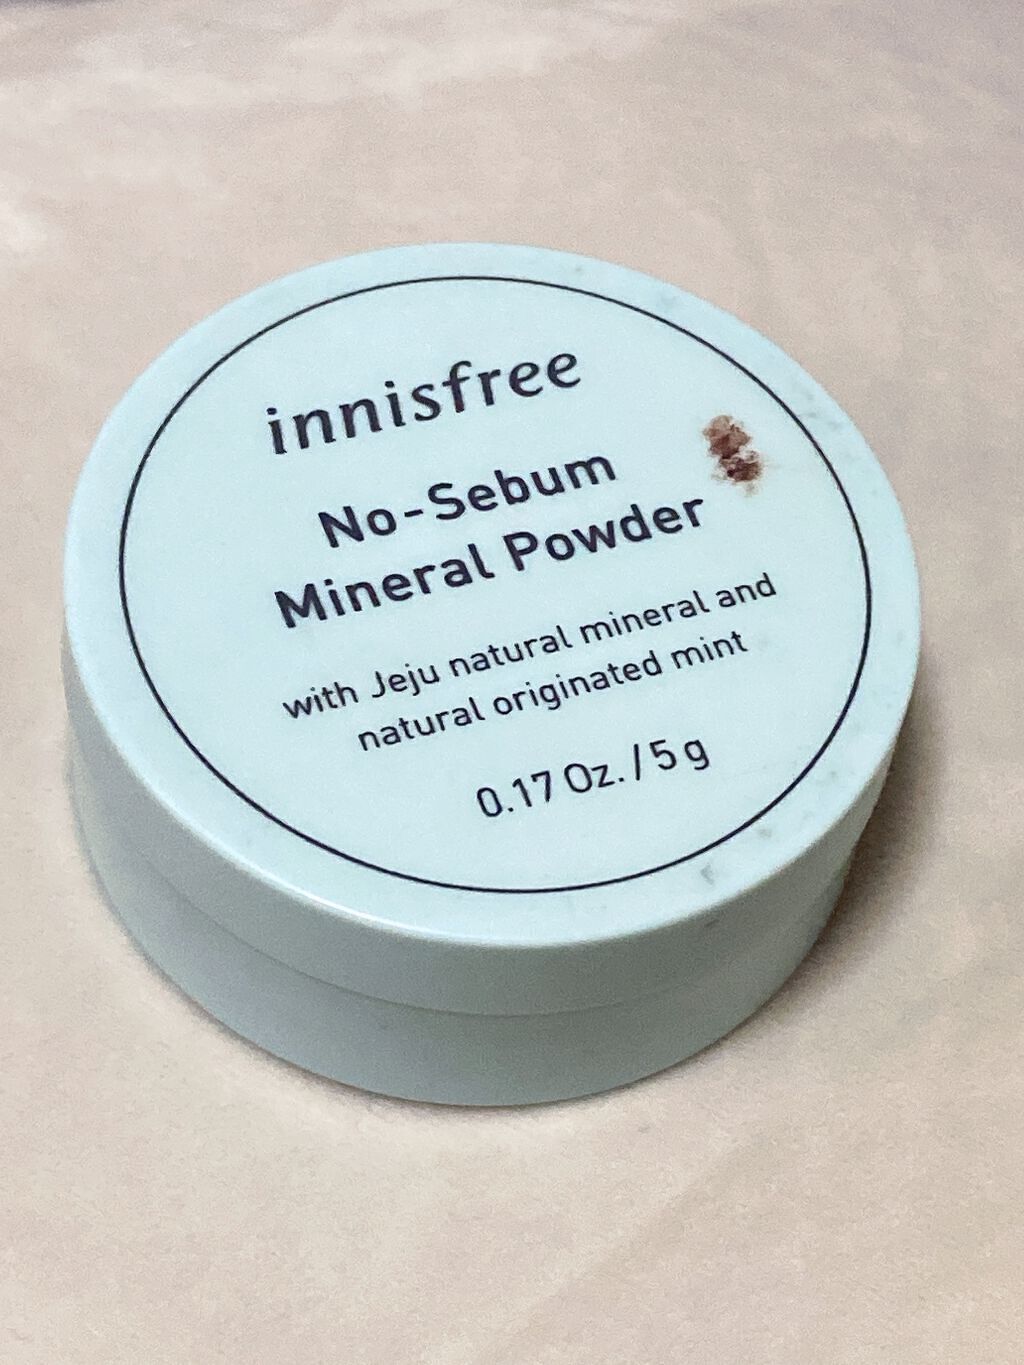 innisfree
No-Sebum
Mineral Powder
with Jeju natural mineral and
natural originated mint
0.17 Oz. / 5 g